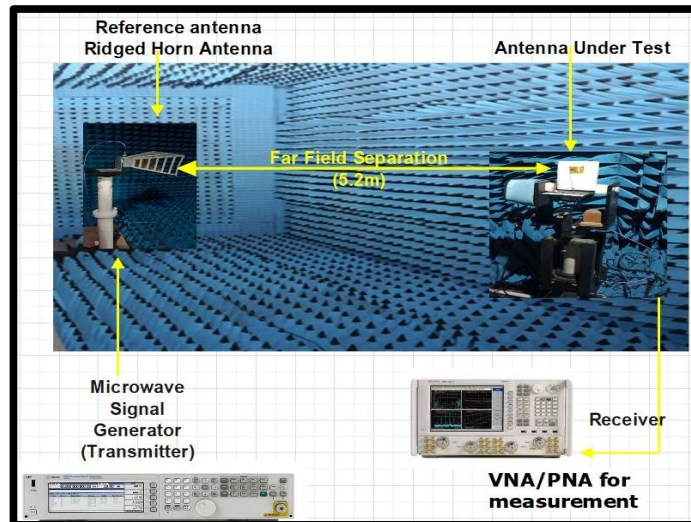 Reference antenna
Ridged Horn Antenna
Antenna Under Test
Far Field Separation
(5.2m)
Microwave
Signal
Generator
(Transmitter)
Receiver
VNA/PNA for
measurement